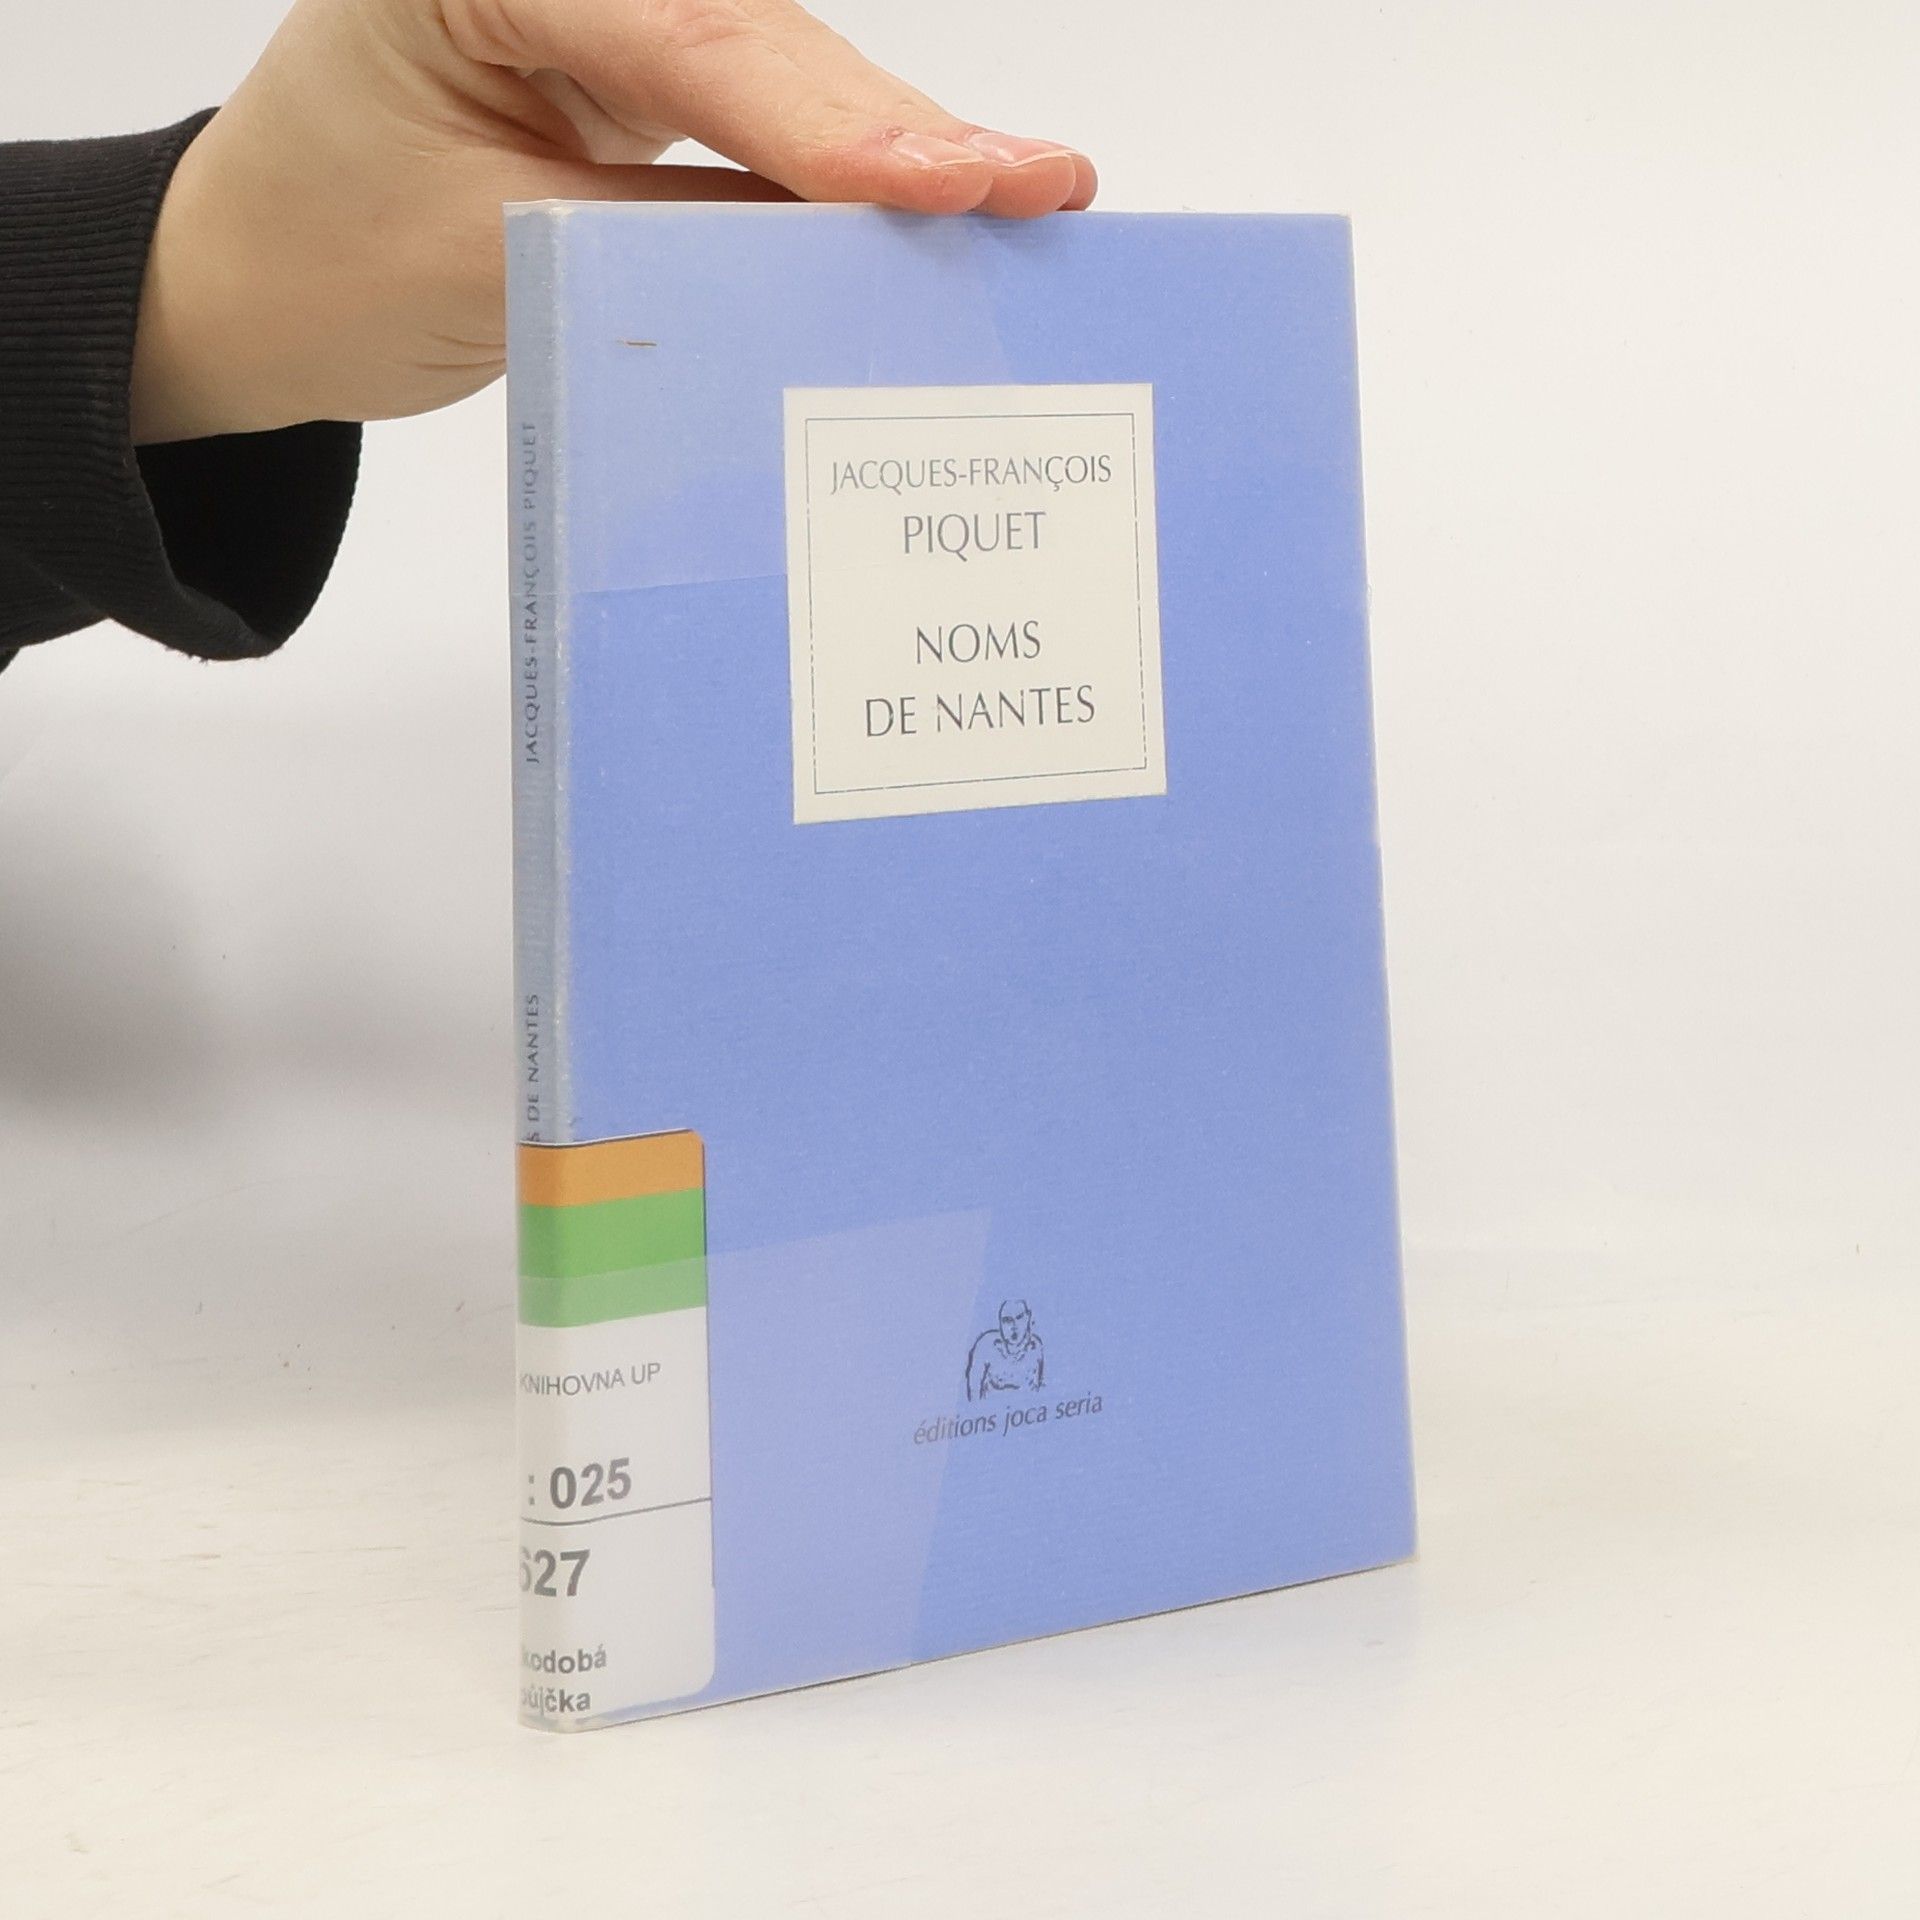 JACQUES-FRANÇOIS
PIQUET
NOMS
DE NANTES
éditions joca seria
JACQUES-FRANÇOIS PIQUET
S DE NANTES
KNIHOVNA UP
: 025
627
kodobá
půjčka